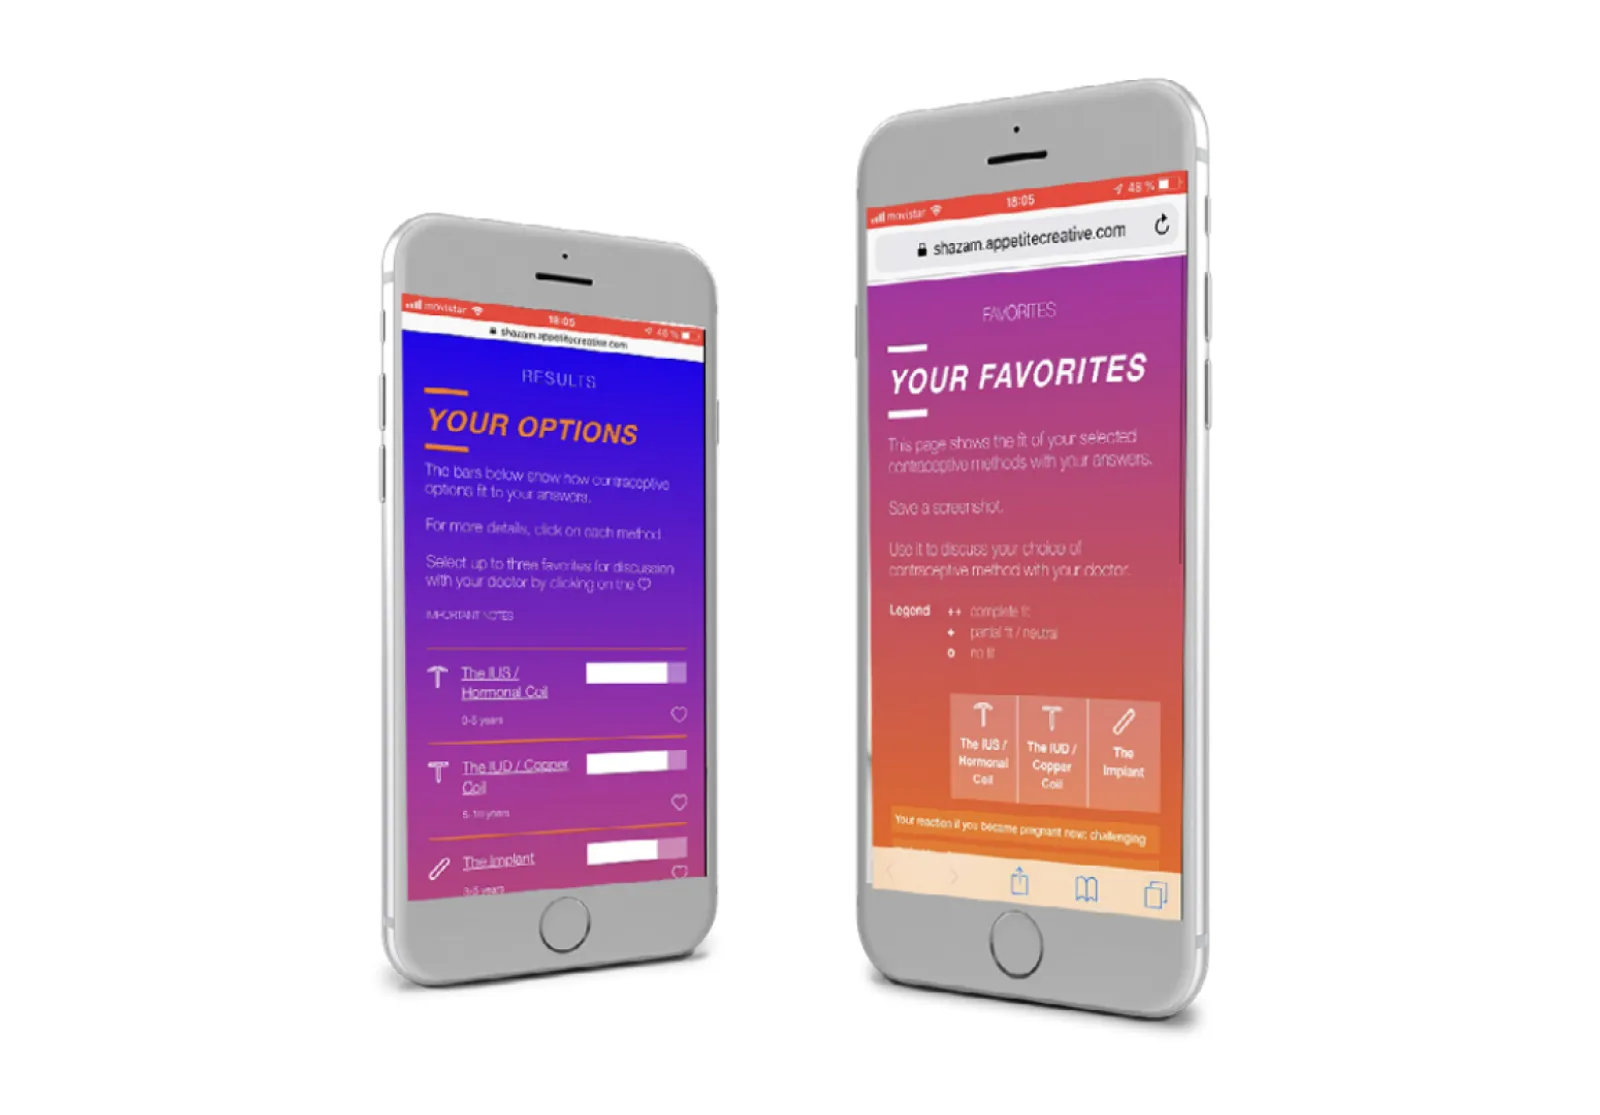 movistar 18:05 48 %
shazam.appetitecreative.com
RESULTS
YOUR OPTIONS
The bars below show how contraceptive
options fit to your answers.
For more details, click on each method.
Select up to three favorites for discussion
with your doctor by clicking on the ♡
IMPORTANT NOTES
The IUS /
Hormonal Coil
3-5 years
The IUD / Copper
Coil
5-10 years
The Implant
3-5 years
movistar 18:05 48 %
shazam.appetitecreative.com
FAVORITES
YOUR FAVORITES
This page shows the fit of your selected
contraceptive methods with your answers.
Save a screenshot.
Use it to discuss your choice of
contraceptive method with your doctor.
Legend ++ complete fit
+ partial fit / neutral
o no fit
The IUS /
Hormonal
Coil
The IUD /
Copper
Coil
The
Implant
Your reaction if you became pregnant now: challenging